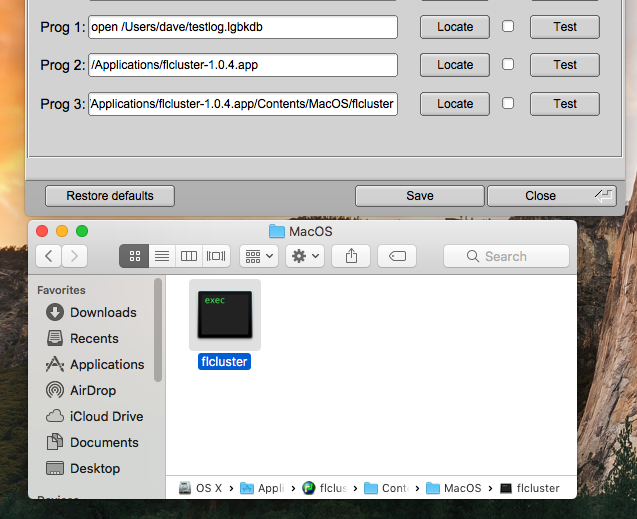 Prog 1: open /Users/dave/testlog.lgbkdb Locate Test
Prog 2: /Applications/flcluster-1.0.4.app Locate Test
Prog 3: Applications/flcluster-1.0.4.app/Contents/MacOS/flcluster Locate Test
Restore defaults Save Close
MacOS
Search
Favorites
Downloads
Recents
Applications
AirDrop
iCloud Drive
Documents
Desktop
exec
flcluster
OS X › Appli › flclus › Conte › MacOS › flcluster